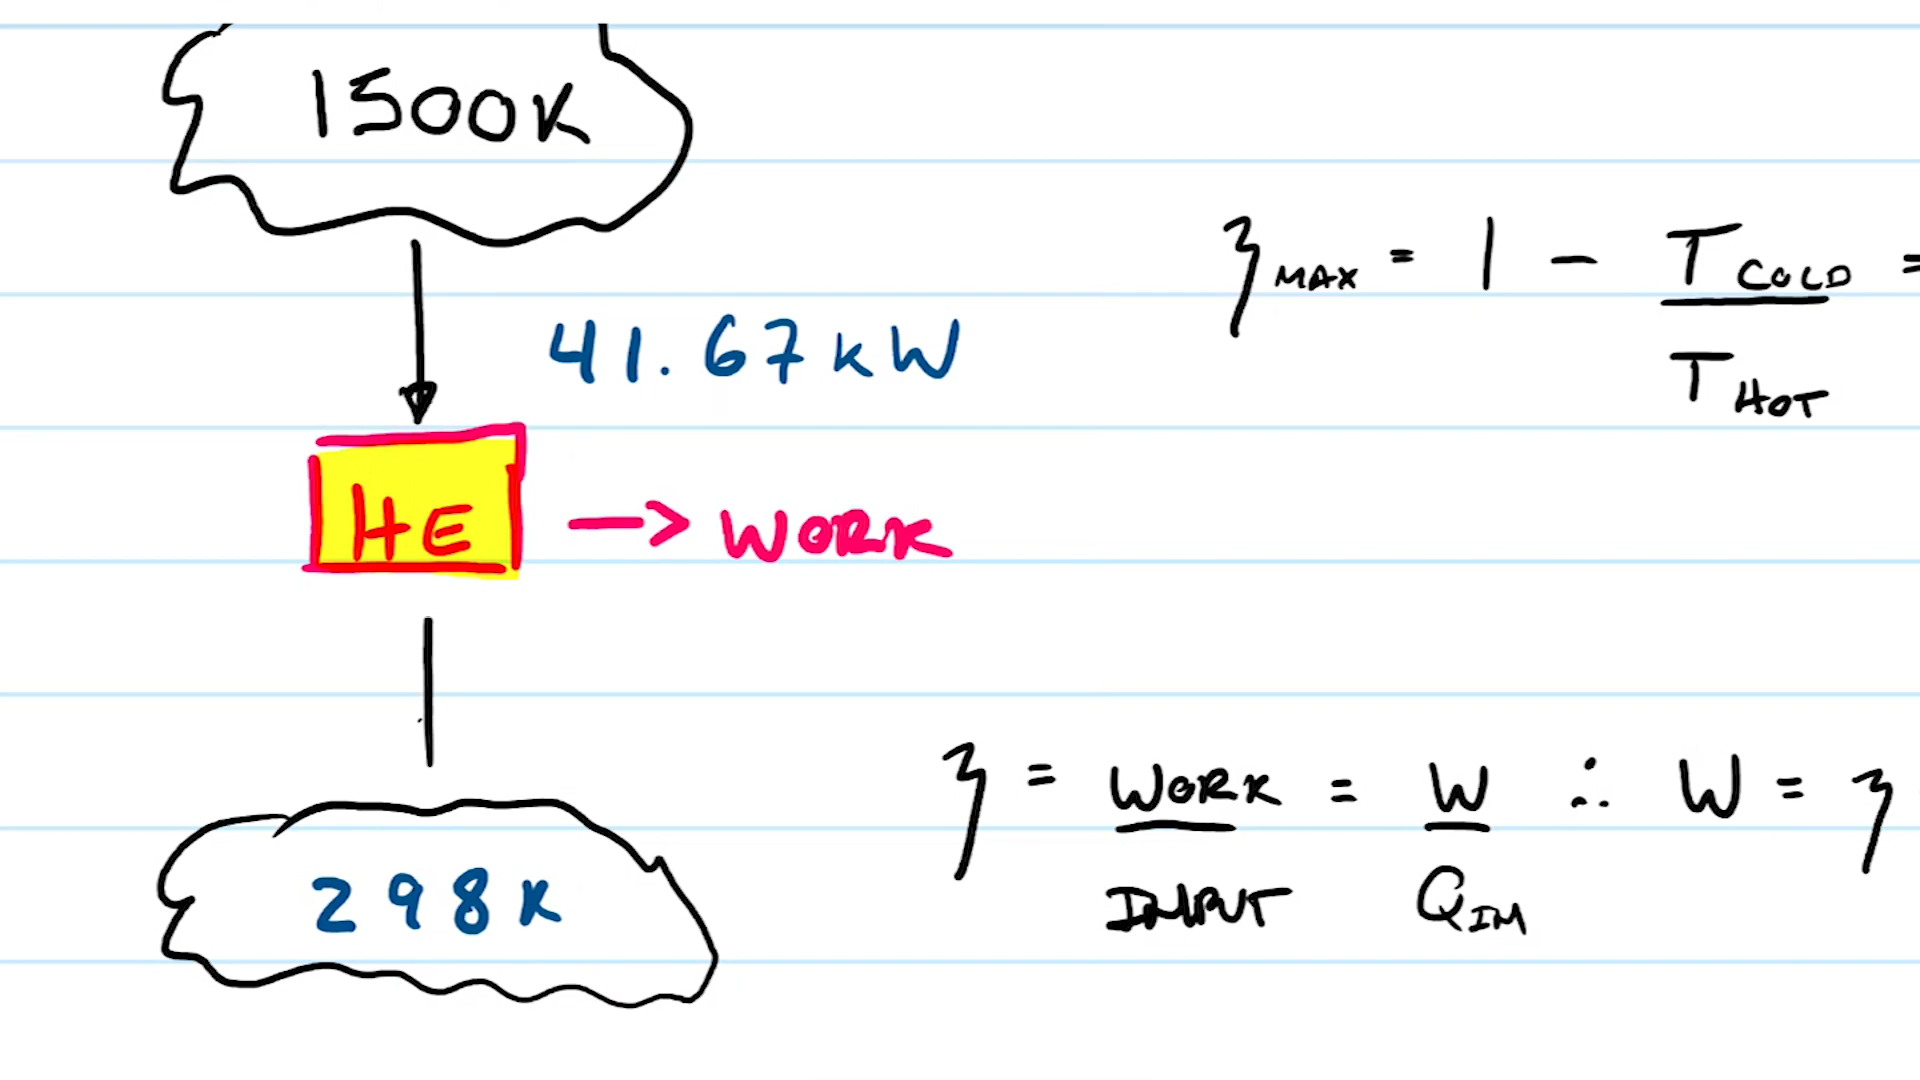 1500K
η MAX = 1 - T COLD =
T HOT
41.67 kW
HE → WORK
η = WORK = W ∴ W = η
INPUT Q IN
298K